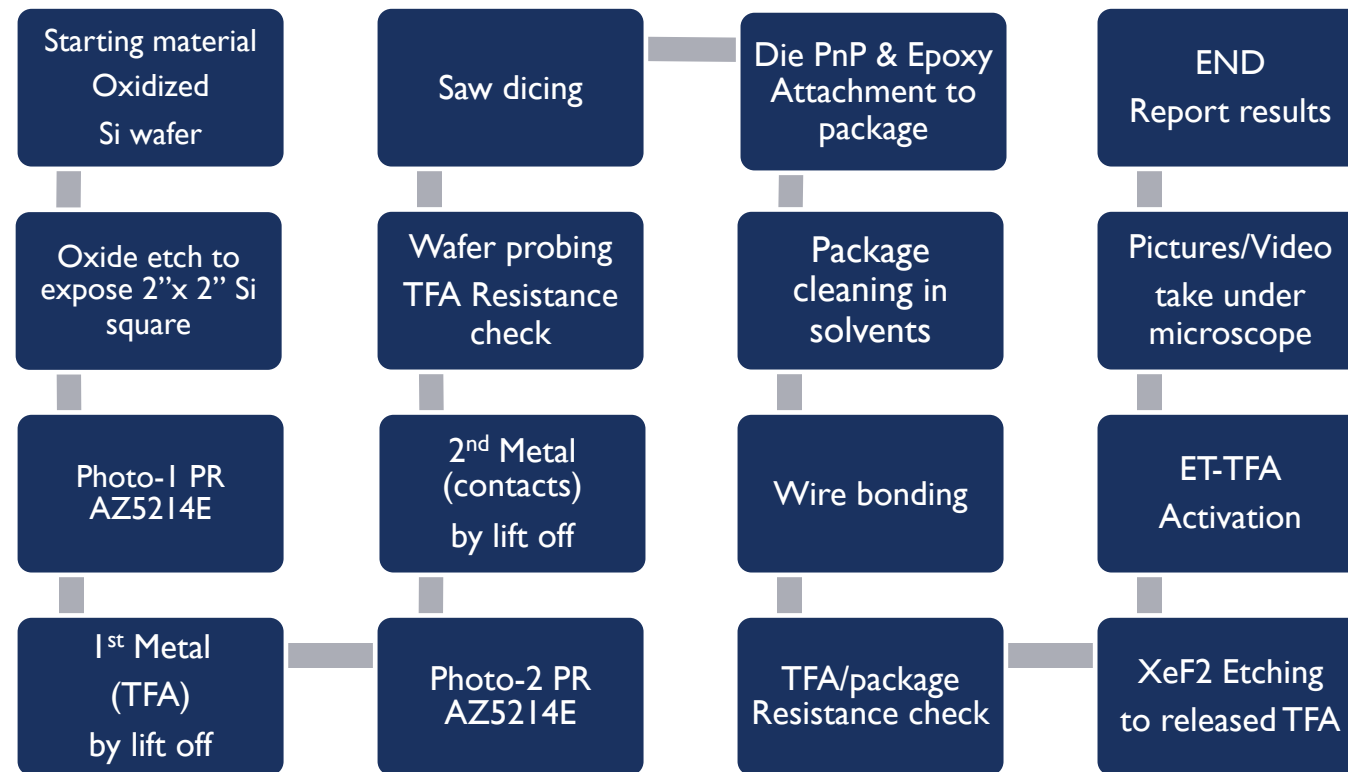 Starting material
Oxidized
Si wafer
Oxide etch to
expose 2”x 2” Si
square
Photo-1 PR
AZ5214E
1st Metal
(TFA)
by lift off
Photo-2 PR
AZ5214E
2nd Metal
(contacts)
by lift off
Wafer probing
TFA Resistance
check
Saw dicing
Die PnP & Epoxy
Attachment to
package
Package
cleaning in
solvents
Wire bonding
TFA/package
Resistance check
XeF2 Etching
to released TFA
ET-TFA
Activation
Pictures/Video
take under
microscope
END
Report results